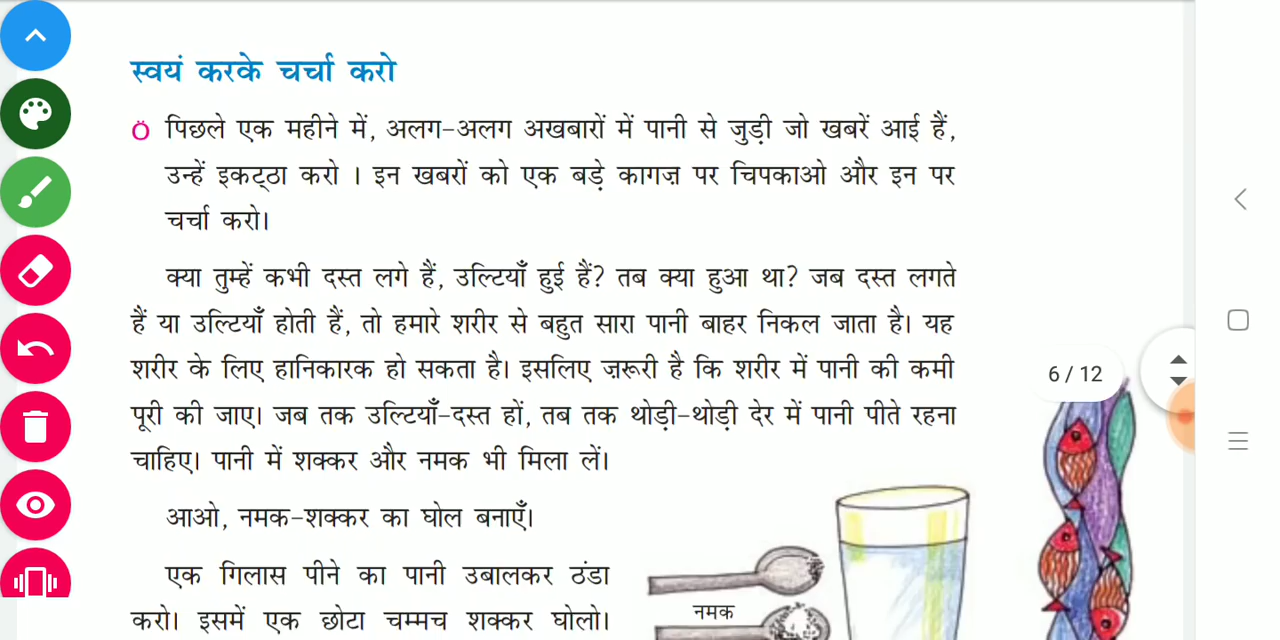 स्वयं करके चर्चा करो
Ö पिछले एक महीने में, अलग-अलग अखबारों में पानी से जुड़ी जो खबरें आई हैं,
उन्हें इकट्ठा करो । इन खबरों को एक बड़े कागज़ पर चिपकाओ और इन पर
चर्चा करो।
क्या तुम्हें कभी दस्त लगे हैं, उल्टियाँ हुई हैं? तब क्या हुआ था? जब दस्त लगते
हैं या उल्टियाँ होती हैं, तो हमारे शरीर से बहुत सारा पानी बाहर निकल जाता है। यह
शरीर के लिए हानिकारक हो सकता है। इसलिए ज़रूरी है कि शरीर में पानी की कमी
पूरी की जाए। जब तक उल्टियाँ-दस्त हों, तब तक थोड़ी-थोड़ी देर में पानी पीते रहना
चाहिए। पानी में शक्कर और नमक भी मिला लें।
6 / 12
आओ, नमक-शक्कर का घोल बनाएँ।
एक गिलास पीने का पानी उबालकर ठंडा
करो। इसमें एक छोटा चम्मच शक्कर घोलो।
नमक